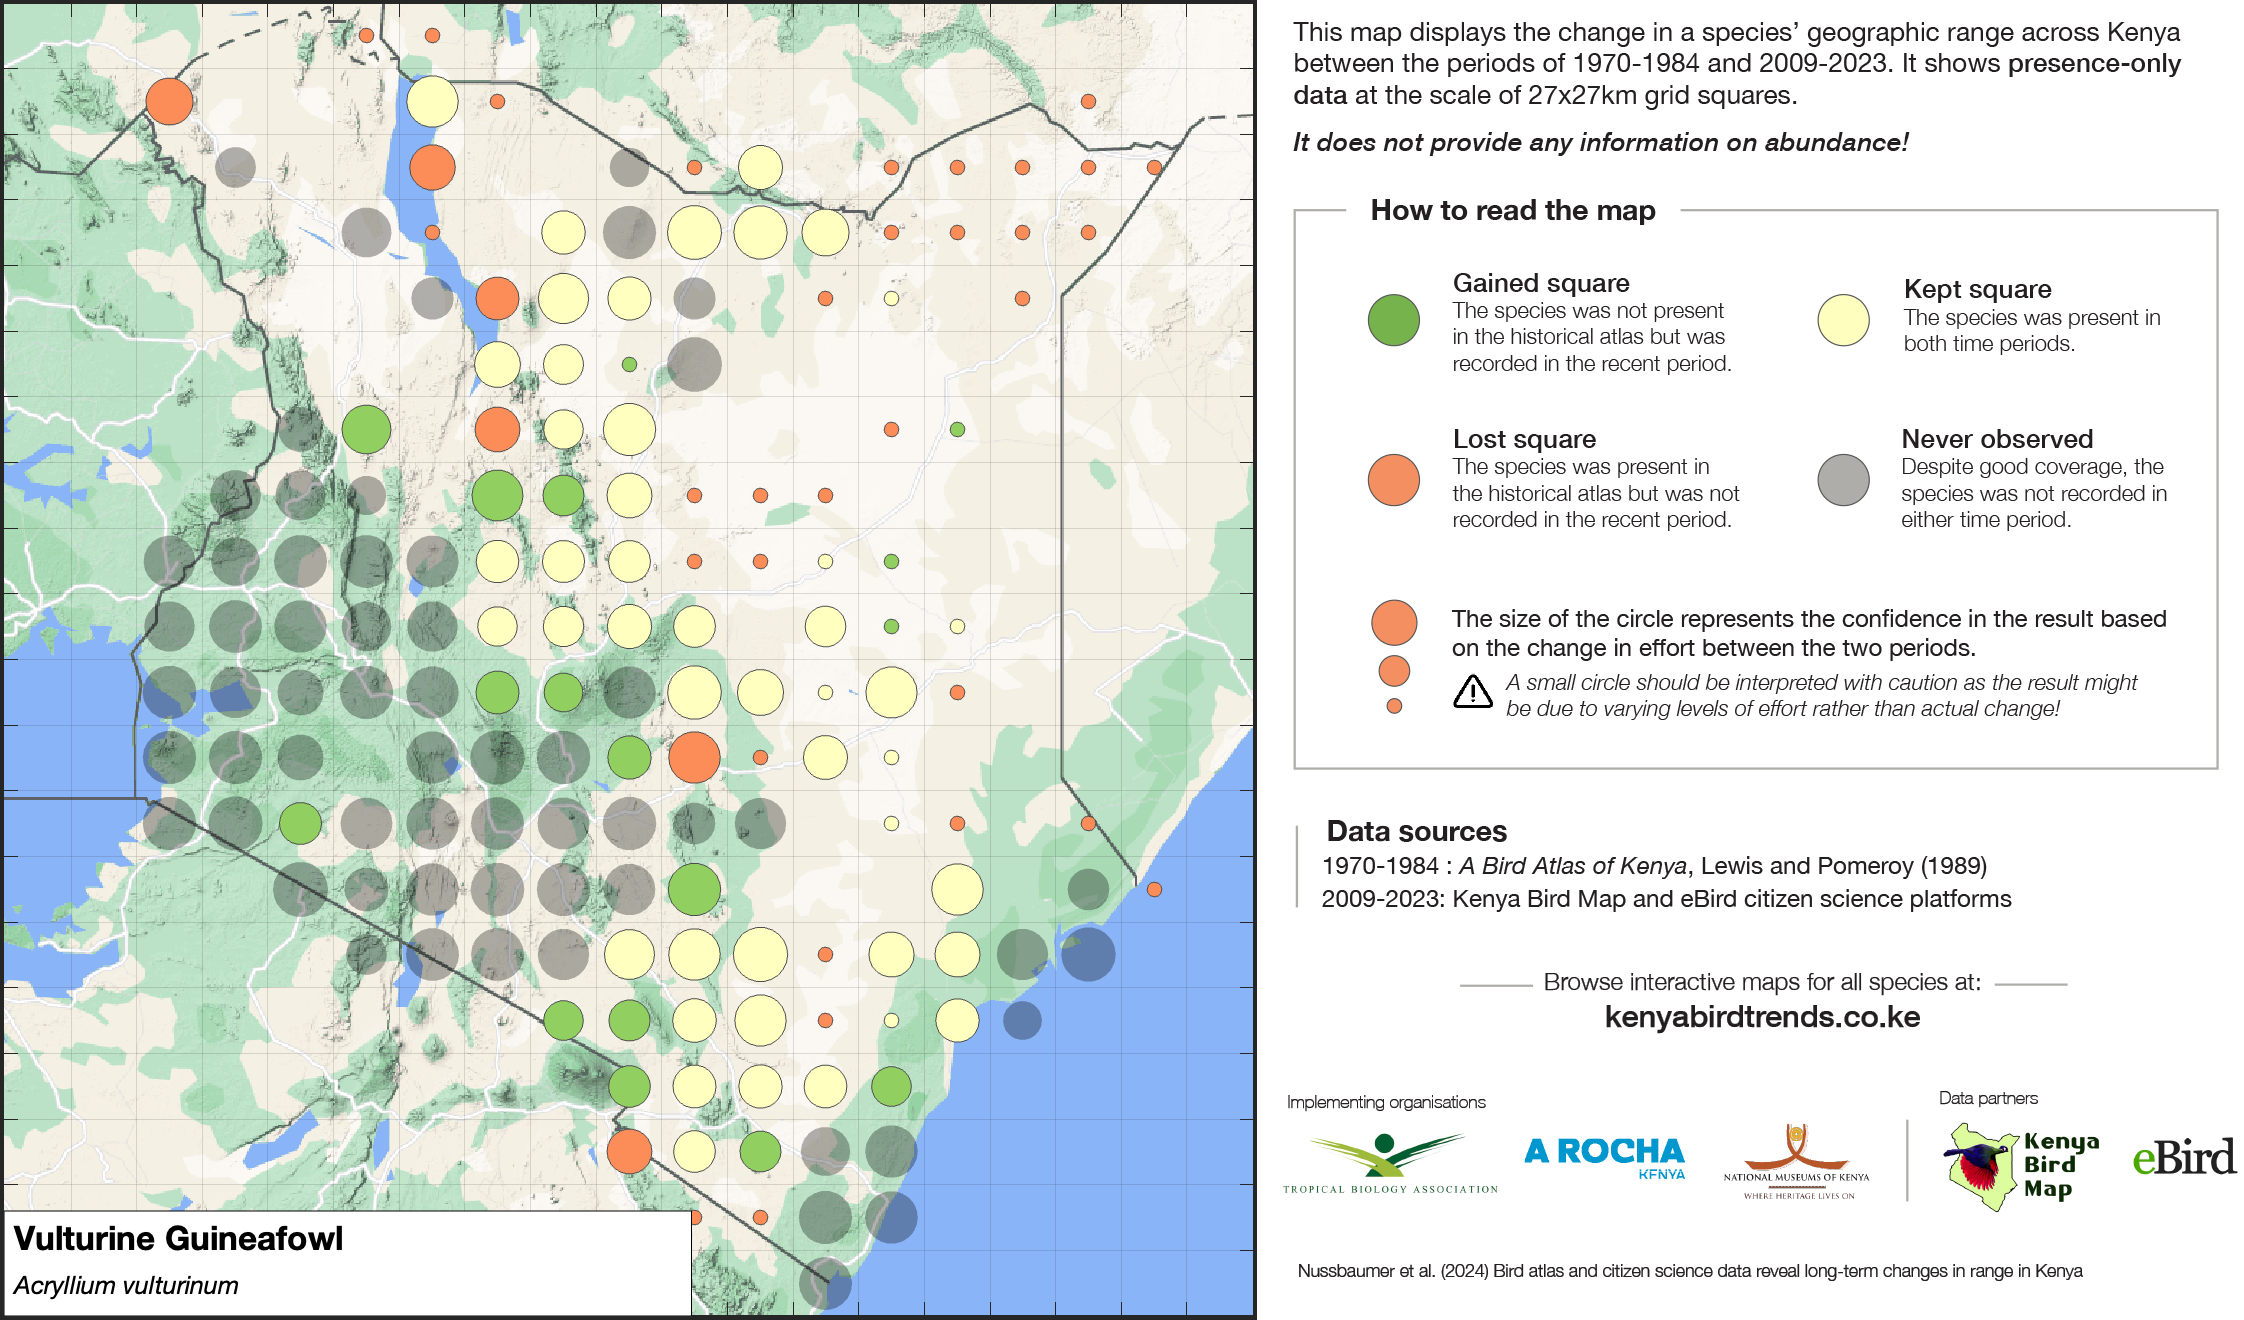 This map displays the change in a species’ geographic range across Kenya
between the periods of 1970-1984 and 2009-2023. It shows presence-only
data at the scale of 27x27km grid squares.
It does not provide any information on abundance!
How to read the map
Gained square
The species was not present
in the historical atlas but was
recorded in the recent period.
Kept square
The species was present in
both time periods.
Lost square
The species was present in
the historical atlas but was not
recorded in the recent period.
Never observed
Despite good coverage, the
species was not recorded in
either time period.
The size of the circle represents the confidence in the result based
on the change in effort between the two periods.
A small circle should be interpreted with caution as the result might
be due to varying levels of effort rather than actual change!
Data sources
1970-1984 : A Bird Atlas of Kenya, Lewis and Pomeroy (1989)
2009-2023: Kenya Bird Map and eBird citizen science platforms
Browse interactive maps for all species at:
kenyabirdtrends.co.ke
Implementing organisations
Data partners
TROPICAL BIOLOGY ASSOCIATION
A ROCHA
KENYA
NATIONAL MUSEUMS OF KENYA
WHERE HERITAGE LIVES ON
Kenya
Bird
Map
eBird
Vulturine Guineafowl
Acryllium vulturinum
Nussbaumer et al. (2024) Bird atlas and citizen science data reveal long-term changes in range in Kenya